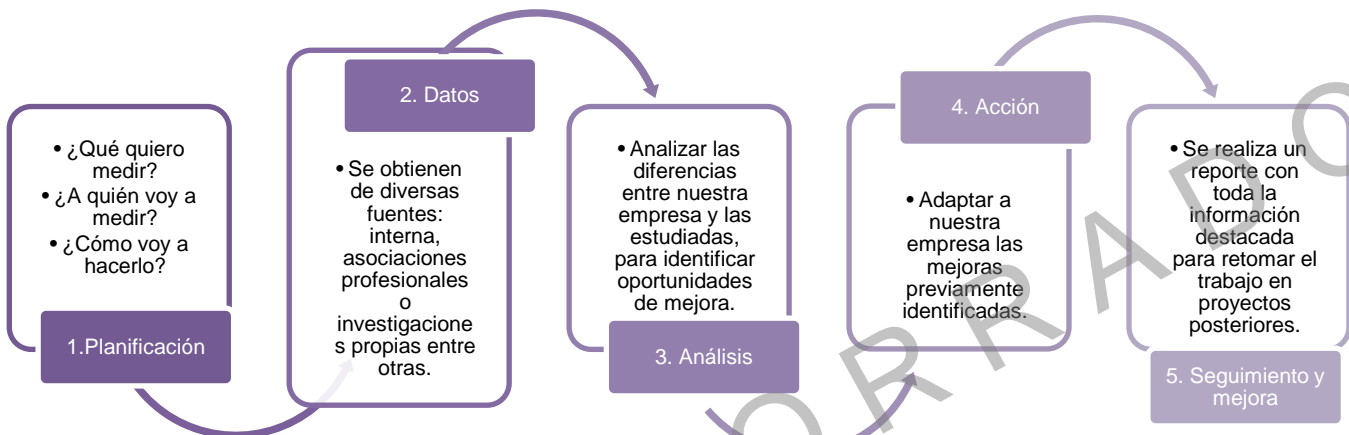 • ¿Qué quiero
medir?
• ¿A quién voy a
medir?
• ¿Cómo voy a
hacerlo?
1.Planificación
2. Datos
• Se obtienen
de diversas
fuentes:
interna,
asociaciones
profesionales
o
investigacione
s propias entre
otras.
• Analizar las
diferencias
entre nuestra
empresa y las
estudiadas,
para identificar
oportunidades
de mejora.
3. Análisis
4. Acción
• Adaptar a
nuestra
empresa las
mejoras
previamente
identificadas.
• Se realiza un
reporte con
toda la
información
destacada
para retomar el
trabajo en
proyectos
posteriores.
5. Seguimiento y
mejora
ORRADO